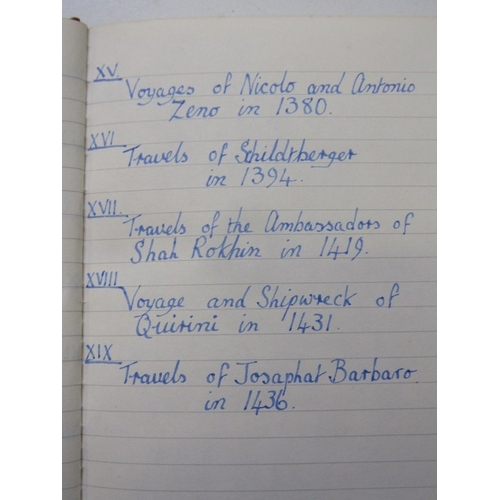 XV.
Voyages of Nicolo and Antonio
Zeno in 1380.
XVI
Travels of Schildtberger
in 1394.
XVII.
Travels of the Ambassadors of
Shah Rokhin in 1419.
XVIII
Voyage and Shipwreck of
Quirini in 1431.
XIX
Travels of Josaphat Barbaro.
in 1436.